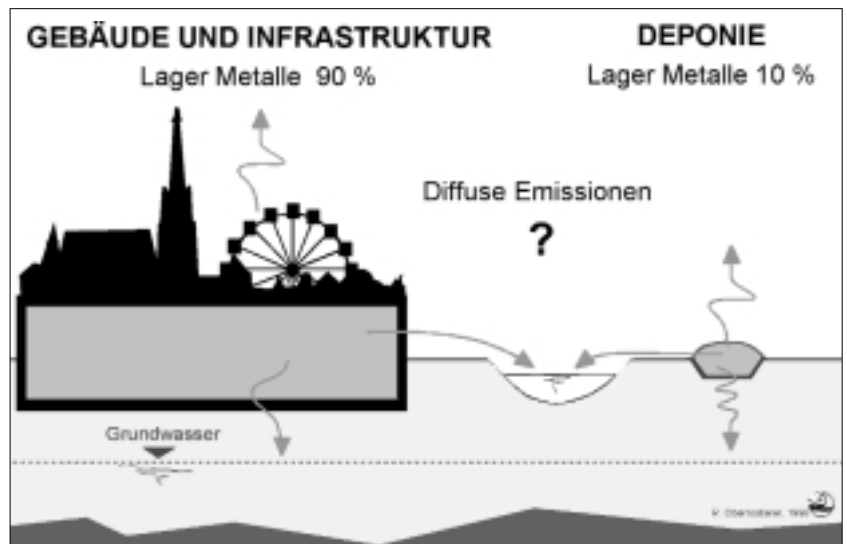 GEBÄUDE UND INFRASTRUKTUR
Lager Metalle 90 %
DEPONIE
Lager Metalle 10 %
Diffuse Emissionen
?
Grundwasser